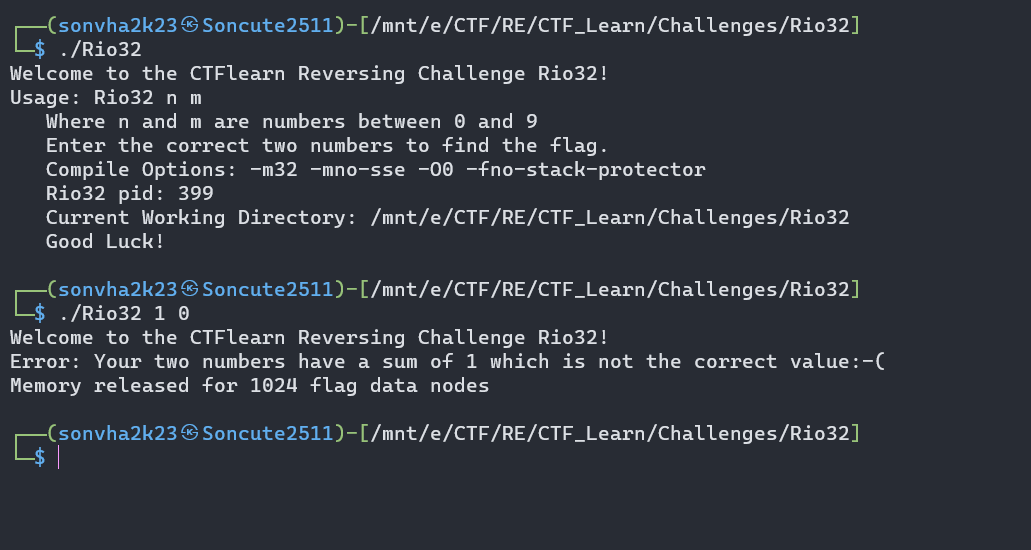 ┌──(sonvha2k23㉿Soncute2511)-[/mnt/e/CTF/RE/CTF_Learn/Challenges/Rio32]
└─$ ./Rio32
Welcome to the CTFlearn Reversing Challenge Rio32!
Usage: Rio32 n m
   Where n and m are numbers between 0 and 9
   Enter the correct two numbers to find the flag.
   Compile Options: -m32 -mno-sse -O0 -fno-stack-protector
   Rio32 pid: 399
   Current Working Directory: /mnt/e/CTF/RE/CTF_Learn/Challenges/Rio32
   Good Luck!
┌──(sonvha2k23㉿Soncute2511)-[/mnt/e/CTF/RE/CTF_Learn/Challenges/Rio32]
└─$ ./Rio32 1 0
Welcome to the CTFlearn Reversing Challenge Rio32!
Error: Your two numbers have a sum of 1 which is not the correct value:-(
Memory released for 1024 flag data nodes
┌──(sonvha2k23㉿Soncute2511)-[/mnt/e/CTF/RE/CTF_Learn/Challenges/Rio32]
└─$